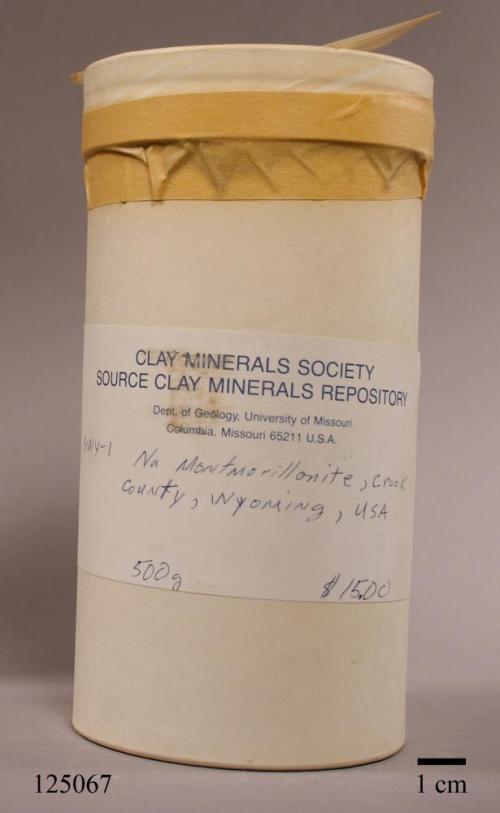 CLAY MINERALS SOCIETY
SOURCE CLAY MINERALS REPOSITORY
Dept. of Geology, University of Missouri
Columbia, Missouri 65211 U.S.A.
SWy-1
Na Montmorillonite, Crook
County, Wyoming, USA
500g
$15.00
125067
1 cm